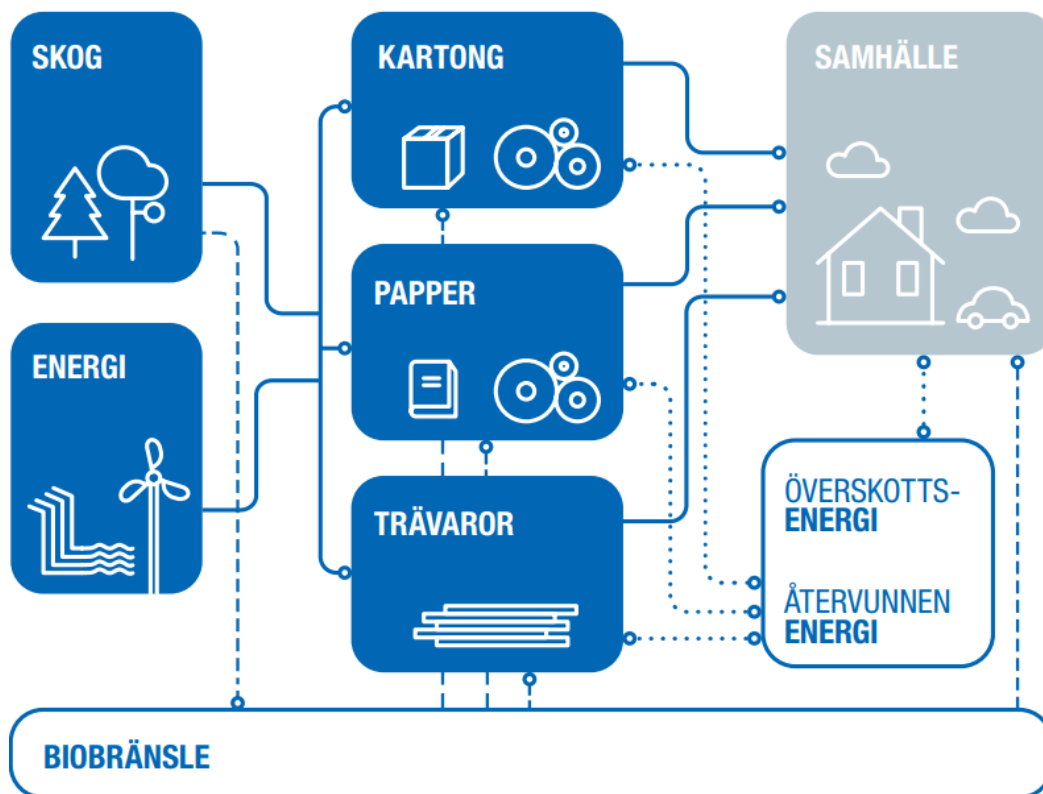 SKOG
KARTONG
SAMHÄLLE
PAPPER
ENERGI
TRÄVAROR
ÖVERSKOTTS-
ENERGI
ÅTERVUNNEN
ENERGI
BIOBRÄNSLE